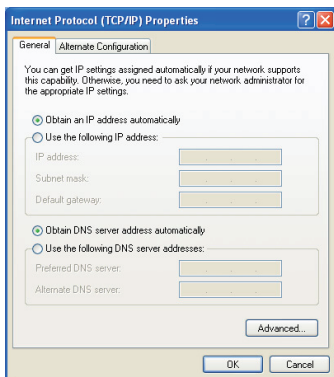 Internet Protocol (TCP/IP) Properties
General
Alternate Configuration
You can get IP settings assigned automatically if your network supports
this capability. Otherwise, you need to ask your network administrator for
the appropriate IP settings.
Obtain an IP address automatically
Use the following IP address:
IP address:
Subnet mask:
Default gateway:
Obtain DNS server address automatically
Use the following DNS server addresses:
Preferred DNS server:
Alternate DNS server:
Advanced...
OK
Cancel